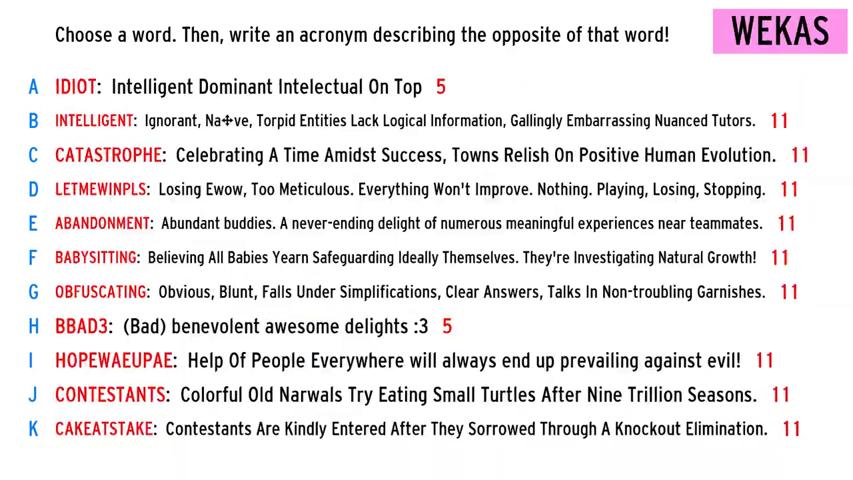 Choose a word. Then, write an acronym describing the opposite of that word!
WEKAS
A IDIOT: Intelligent Dominant Intelectual On Top 5
B INTELLIGENT: Ignorant, Na✢ve, Torpid Entities Lack Logical Information, Gallingly Embarrassing Nuanced Tutors. 11
C CATASTROPHE: Celebrating A Time Amidst Success, Towns Relish On Positive Human Evolution. 11
D LETMEWINPLS: Losing Ewow, Too Meticulous. Everything Won't Improve. Nothing. Playing, Losing, Stopping. 11
E ABANDONMENT: Abundant buddies. A never-ending delight of numerous meaningful experiences near teammates. 11
F BABYSITTING: Believing All Babies Yearn Safeguarding Ideally Themselves. They're Investigating Natural Growth! 11
G OBFUSCATING: Obvious, Blunt, Falls Under Simplifications, Clear Answers, Talks In Non-troubling Garnishes. 11
H BBAD3: (Bad) benevolent awesome delights :3 5
I HOPEWAEUPAE: Help Of People Everywhere will always end up prevailing against evil! 11
J CONTESTANTS: Colorful Old Narwals Try Eating Small Turtles After Nine Trillion Seasons. 11
K CAKEATSTAKE: Contestants Are Kindly Entered After They Sorrowed Through A Knockout Elimination. 11